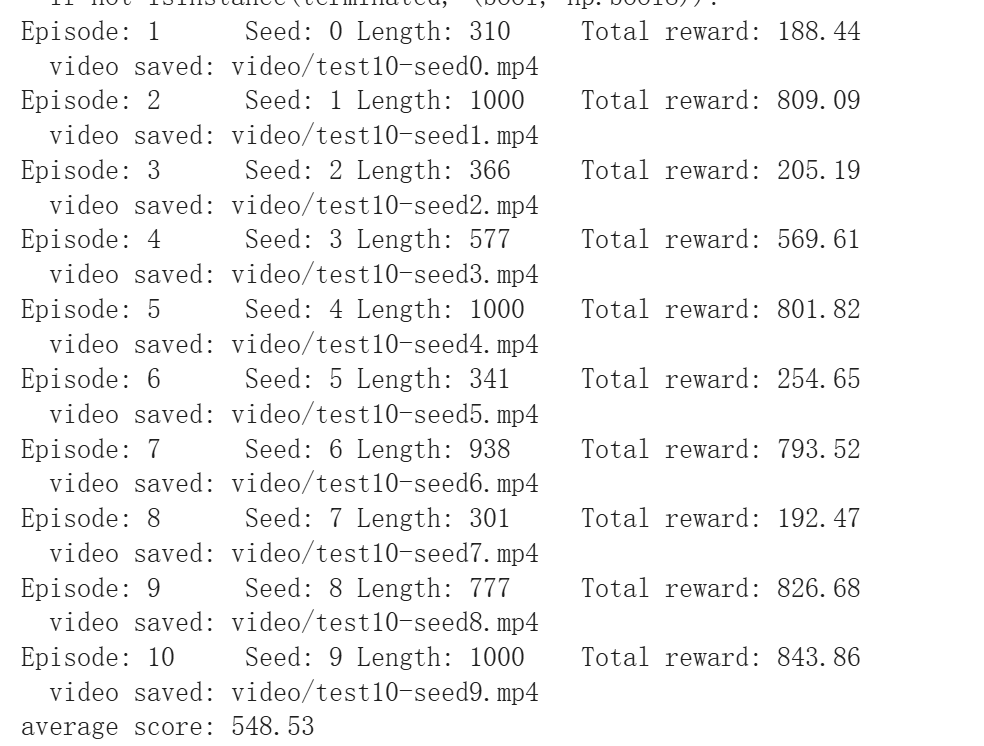 if not isinstance(terminated, (bool, np.bool8)):
Episode: 1      Seed: 0 Length: 310     Total reward: 188.44
  video saved: video/test10-seed0.mp4
Episode: 2      Seed: 1 Length: 1000    Total reward: 809.09
  video saved: video/test10-seed1.mp4
Episode: 3      Seed: 2 Length: 366     Total reward: 205.19
  video saved: video/test10-seed2.mp4
Episode: 4      Seed: 3 Length: 577     Total reward: 569.61
  video saved: video/test10-seed3.mp4
Episode: 5      Seed: 4 Length: 1000    Total reward: 801.82
  video saved: video/test10-seed4.mp4
Episode: 6      Seed: 5 Length: 341     Total reward: 254.65
  video saved: video/test10-seed5.mp4
Episode: 7      Seed: 6 Length: 938     Total reward: 793.52
  video saved: video/test10-seed6.mp4
Episode: 8      Seed: 7 Length: 301     Total reward: 192.47
  video saved: video/test10-seed7.mp4
Episode: 9      Seed: 8 Length: 777     Total reward: 826.68
  video saved: video/test10-seed8.mp4
Episode: 10     Seed: 9 Length: 1000    Total reward: 843.86
  video saved: video/test10-seed9.mp4
average score: 548.53